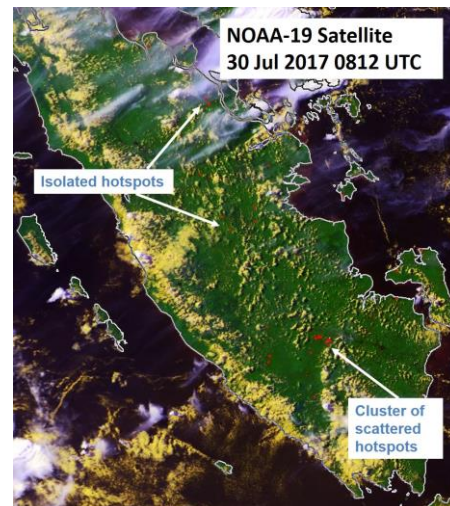 NOAA-19 Satellite
30 Jul 2017 0812 UTC
Isolated hotspots
Cluster of
scattered
hotspots